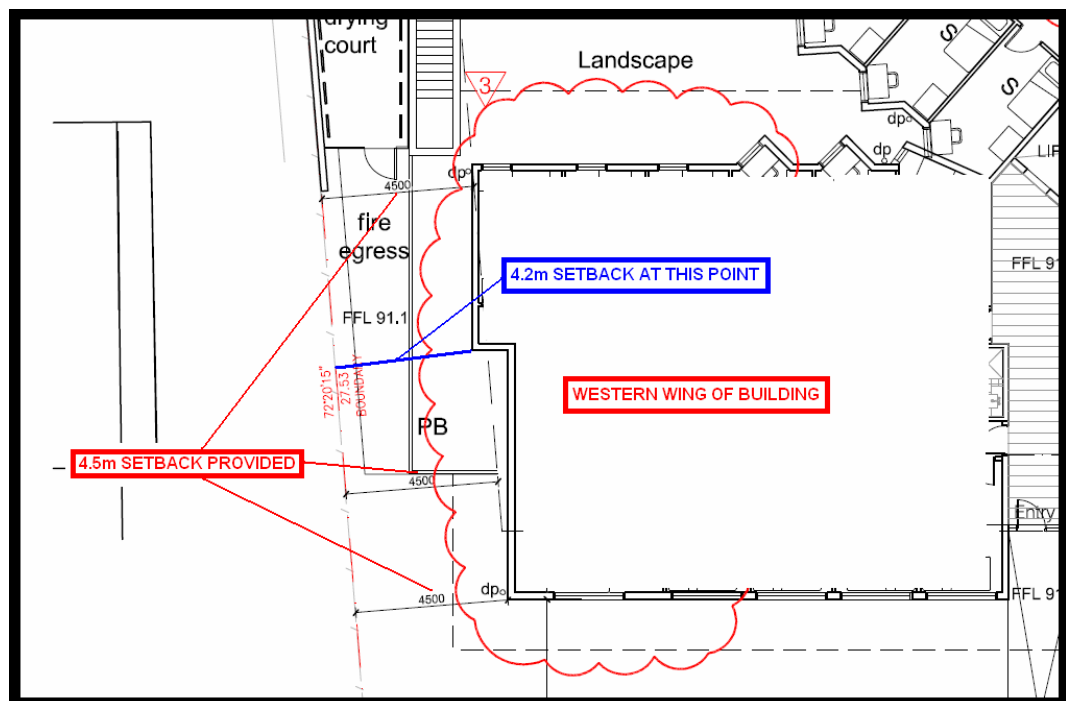 drying
court
Landscape
3
S
S
dp
dp
LIF
dp
4500
fire
egress
FFL 91
4.2m SETBACK AT THIS POINT
FFL 91.1
72°20'15"
27.53
BOUNDARY
WESTERN WING OF BUILDING
PB
4.5m SETBACK PROVIDED
4500
Entry
dp
4500
FFL 91